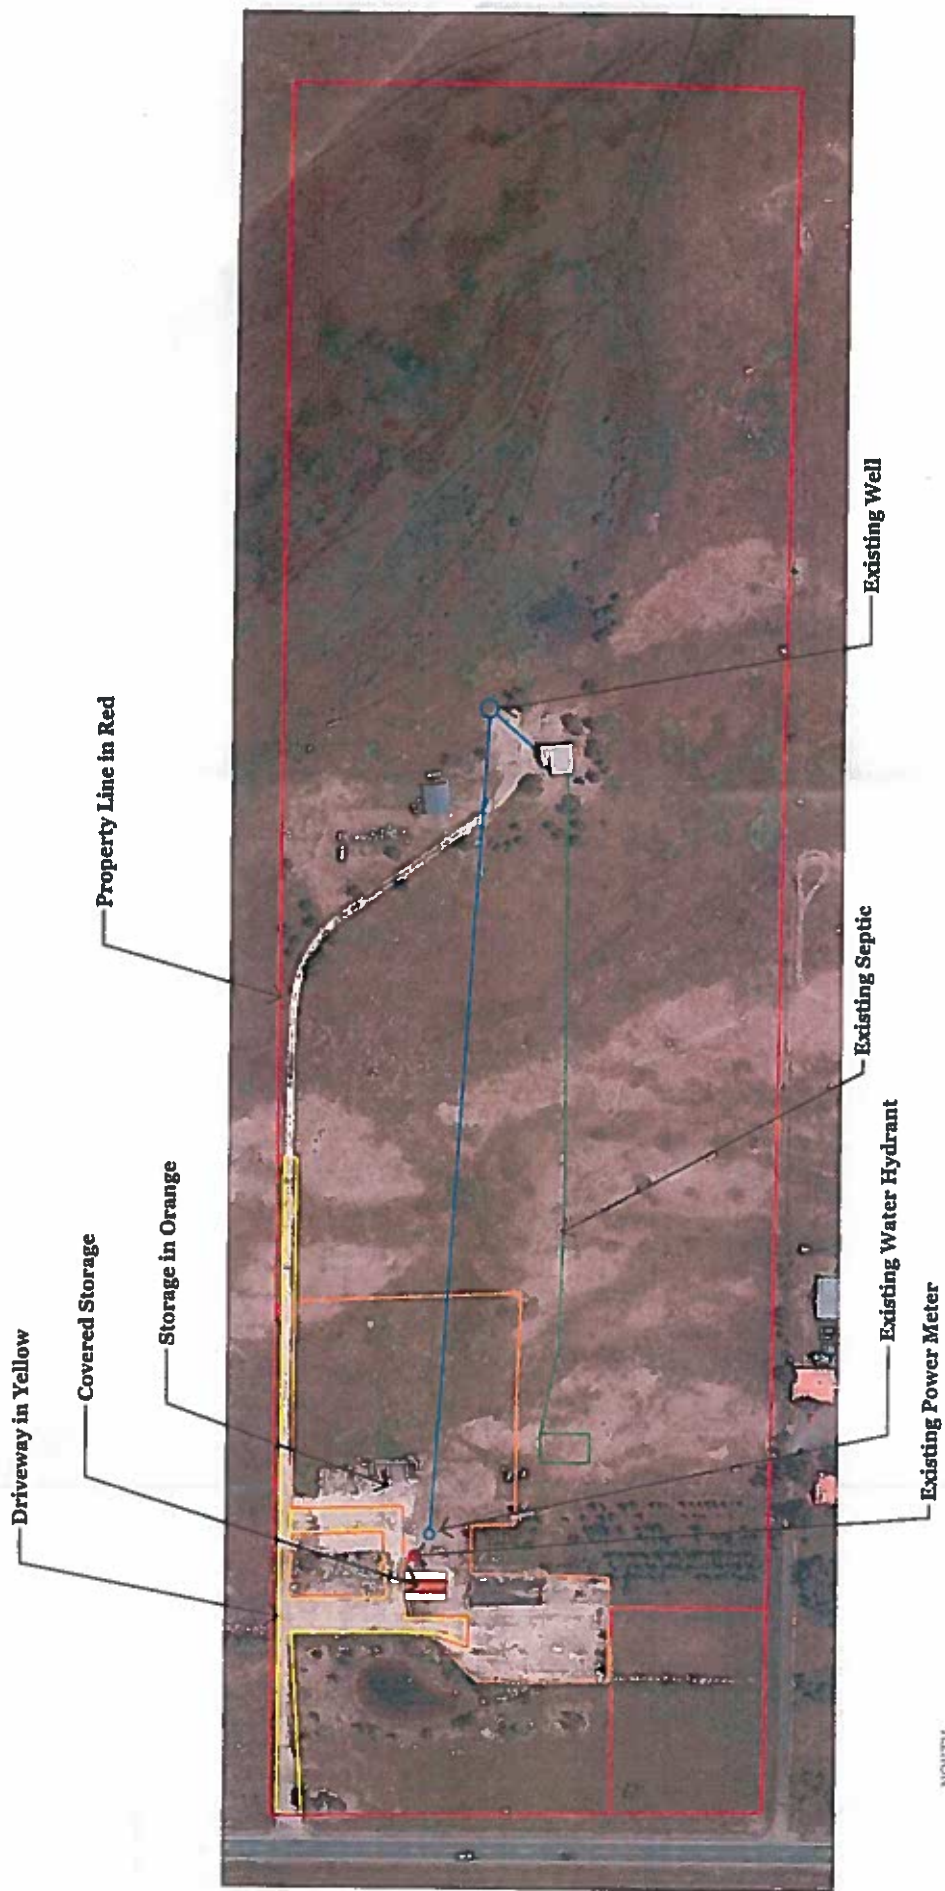 Driveway in Yellow
Covered Storage
Storage in Orange
Property Line in Red
Existing Well
Existing Septic
Existing Water Hydrant
Existing Power Meter
NORTH